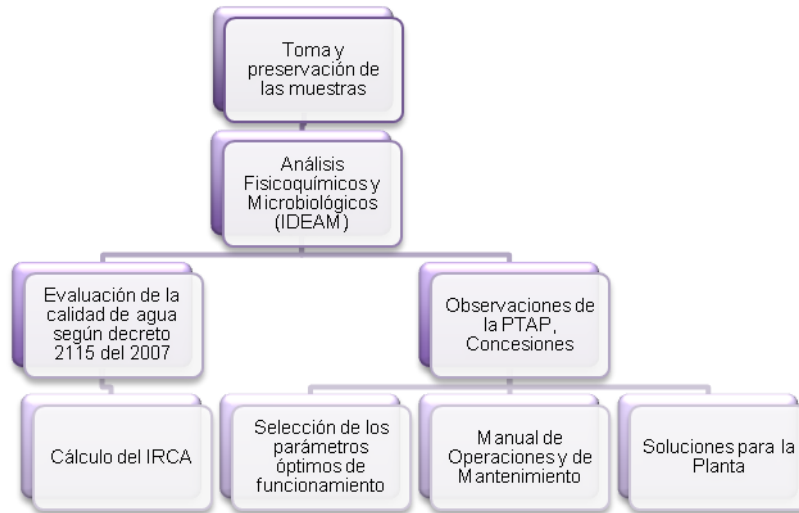 Toma y
preservación de
las muestras
Análisis
Fisicoquímicos y
Microbiológicos
(IDEAM)
Evaluación de la
calidad de agua
según decreto
2115 del 2007
Observaciones de
la PTAP,
Concesiones
Cálculo del IRCA
Selección de los
parámetros
óptimos de
funcionamiento
Manual de
Operaciones y de
Mantenimiento
Soluciones para la
Planta